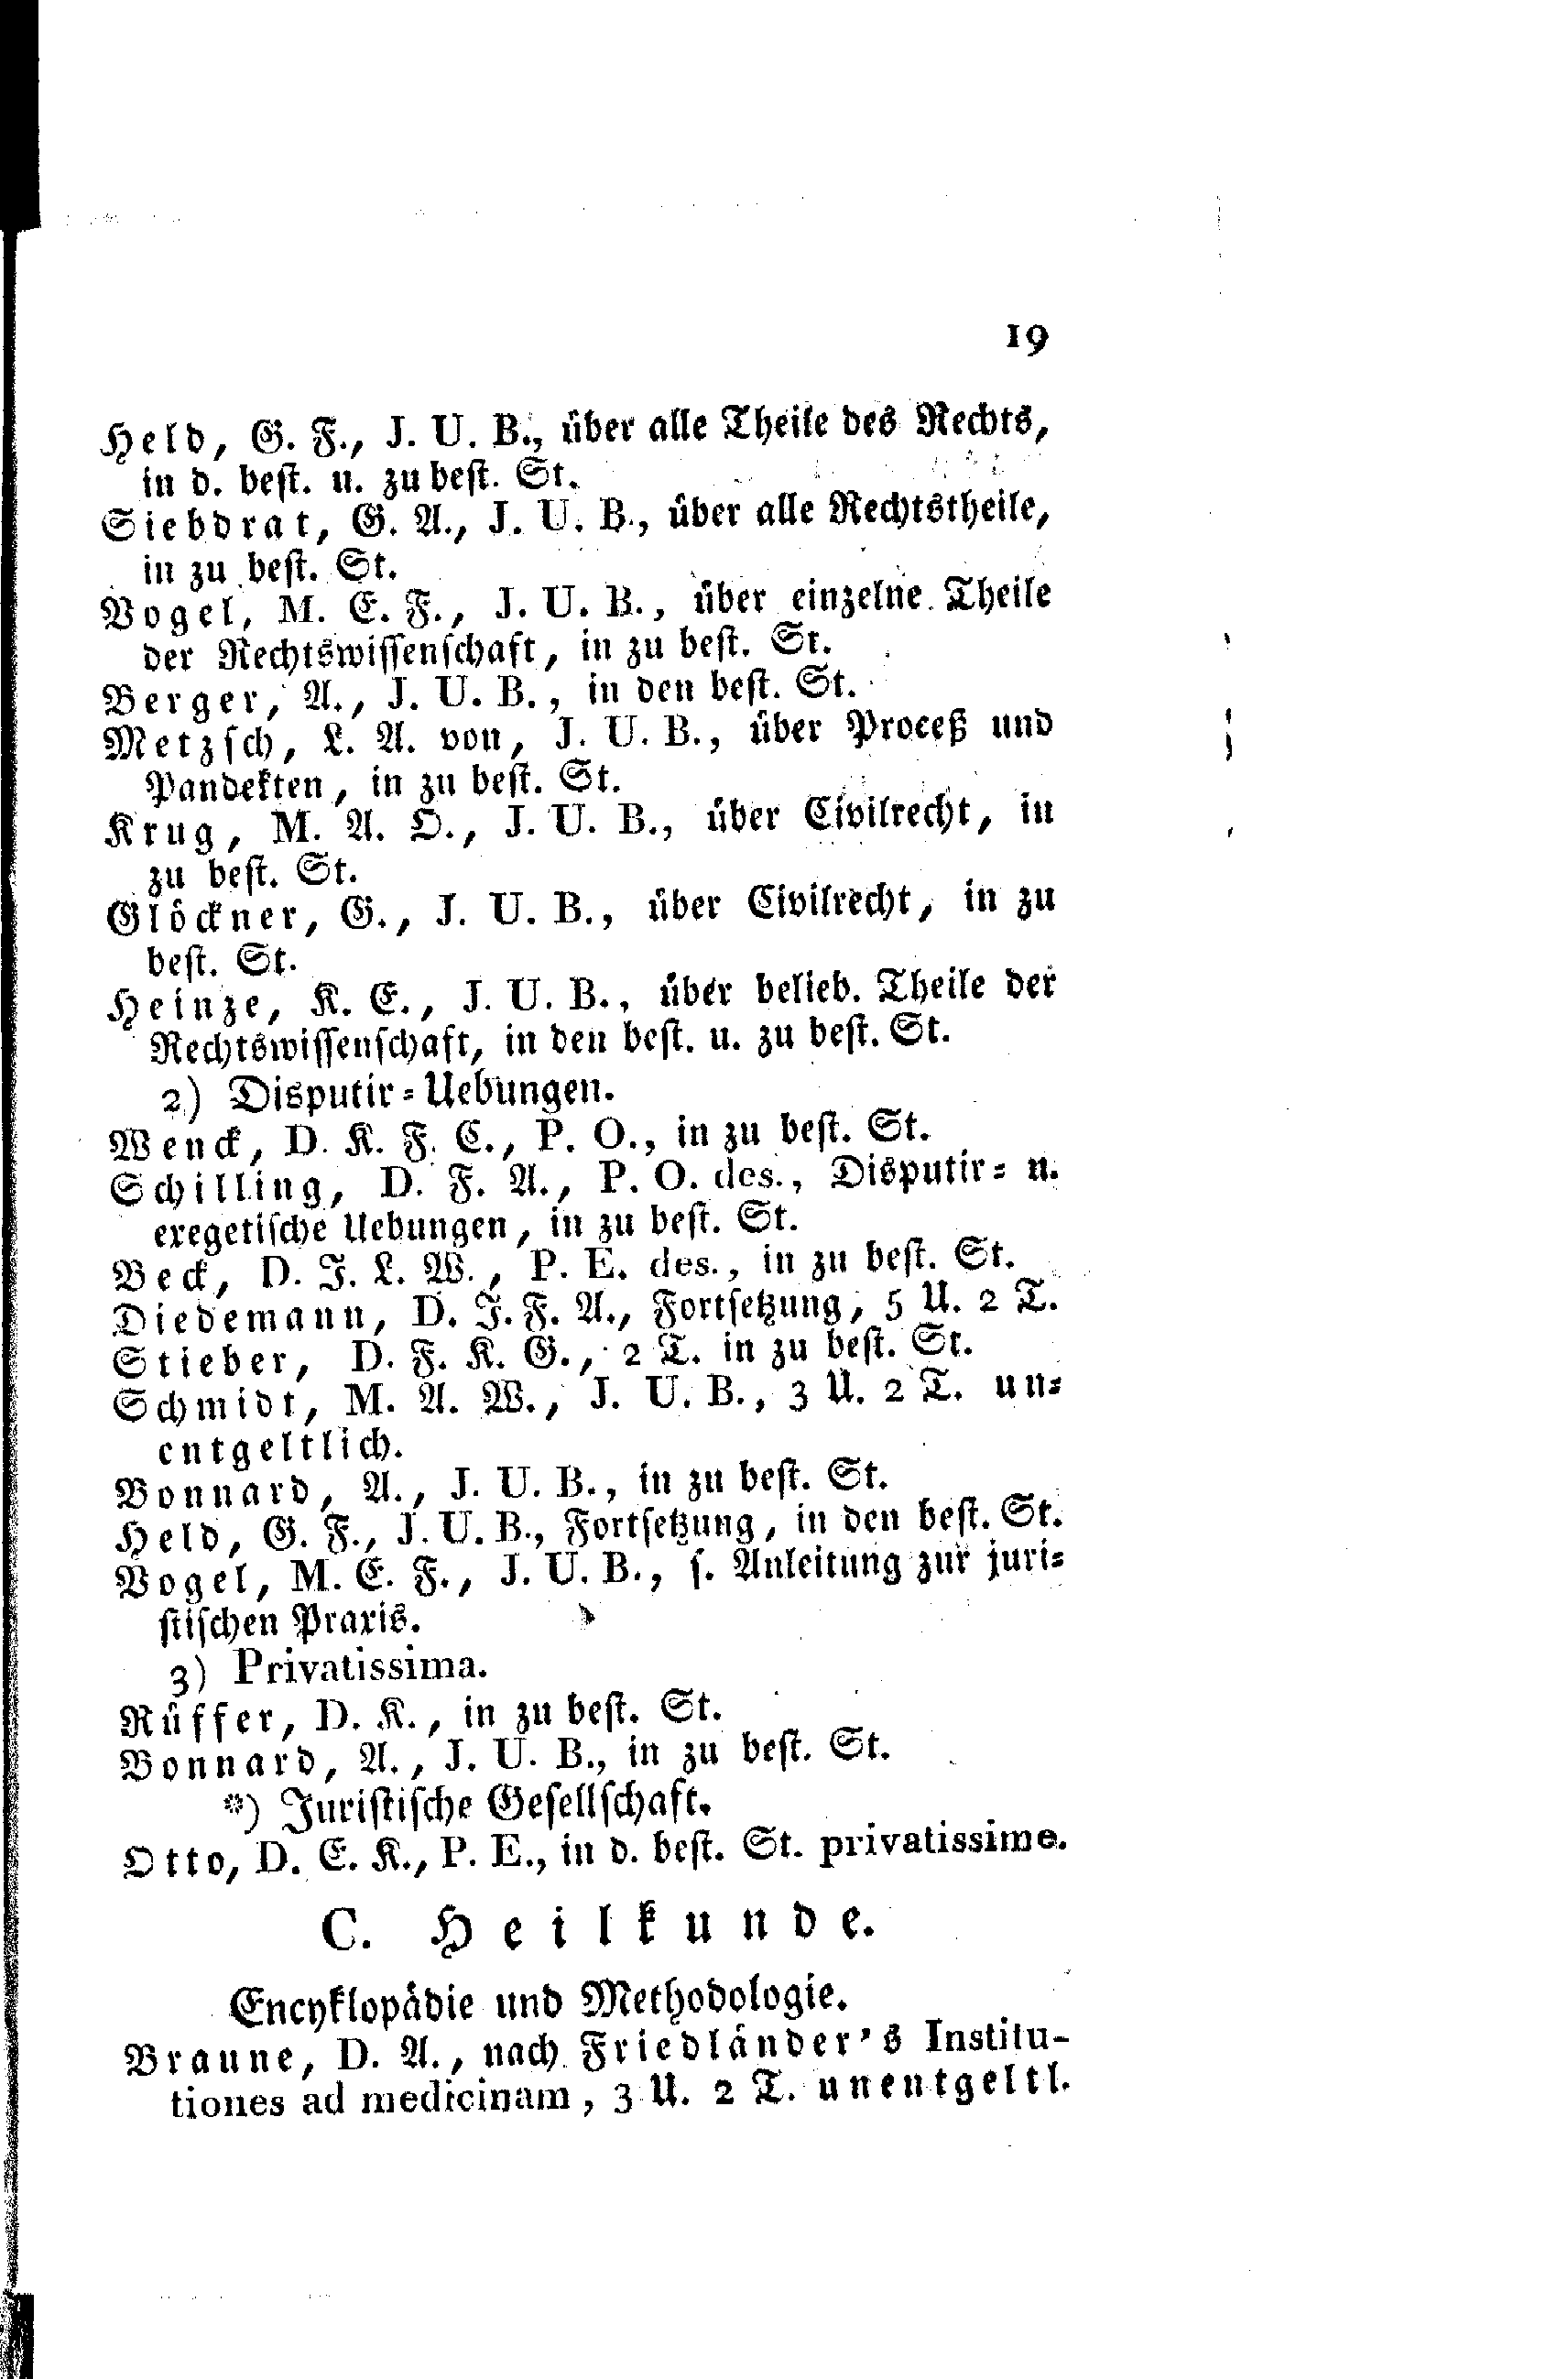 19
Held, G. F., J. U. B., über alle Theile des Rechts,
in d. best. u. zu best. St.
Siebdrat, G. A., J. U. B., über alle Rechtstheile,
in zu best. St.
Vogel, M. E. F., J. U. B., über einzelne Theile
der Rechtswissenschaft, in zu best. St.
Berger, A., J. U. B., in den best. St.
Metzsch, L. A. von, J. U. B., über Proceß und
Pandekten, in zu best. St.
Krug, M. A. O., J. U. B., über Civilrecht, in
zu best. St.
Glöckner, G., J. U. B., über Civilrecht, in zu
best. St.
Heinze, K. E., J. U. B., über belieb. Theile der
Rechtswissenschaft, in den best. u. zu best. St.
2) Disputir-Uebungen.
Wenck, D. K. F. C., P. O., in zu best. St.
Schilling, D. F. A., P. O. des., Disputir- u.
exegetische Uebungen, in zu best. St.
Beck, D. J. L. W., P. E. des., in zu best. St.
Diedemann, D. J. F. A., Fortsetzung, 5 U. 2 T.
Stieber, D. F. K. G., 2 T. in zu best. St.
Schmidt, M. A. W., J. U. B., 3 U. 2 T. un-
entgeltlich.
Bonnard, A., J. U. B., in zu best. St.
Held, G. F., J. U. B., Fortsetzung, in den best. St.
Vogel, M. E. F., J. U. B., s. Anleitung zur juri-
stischen Praxis.
3) Privatissima.
Rüffer, D. K., in zu best. St.
Bonnard, A., J. U. B., in zu best. St.
*) Juristische Gesellschaft.
Otto, D. E. K., P. E., in d. best. St. privatissime.
C. Heilkunde.
Encyklopädie und Methodologie.
Braune, D. A., nach Friedländer's Institu-
tiones ad medicinam, 3 U. 2 T. unentgeltl.